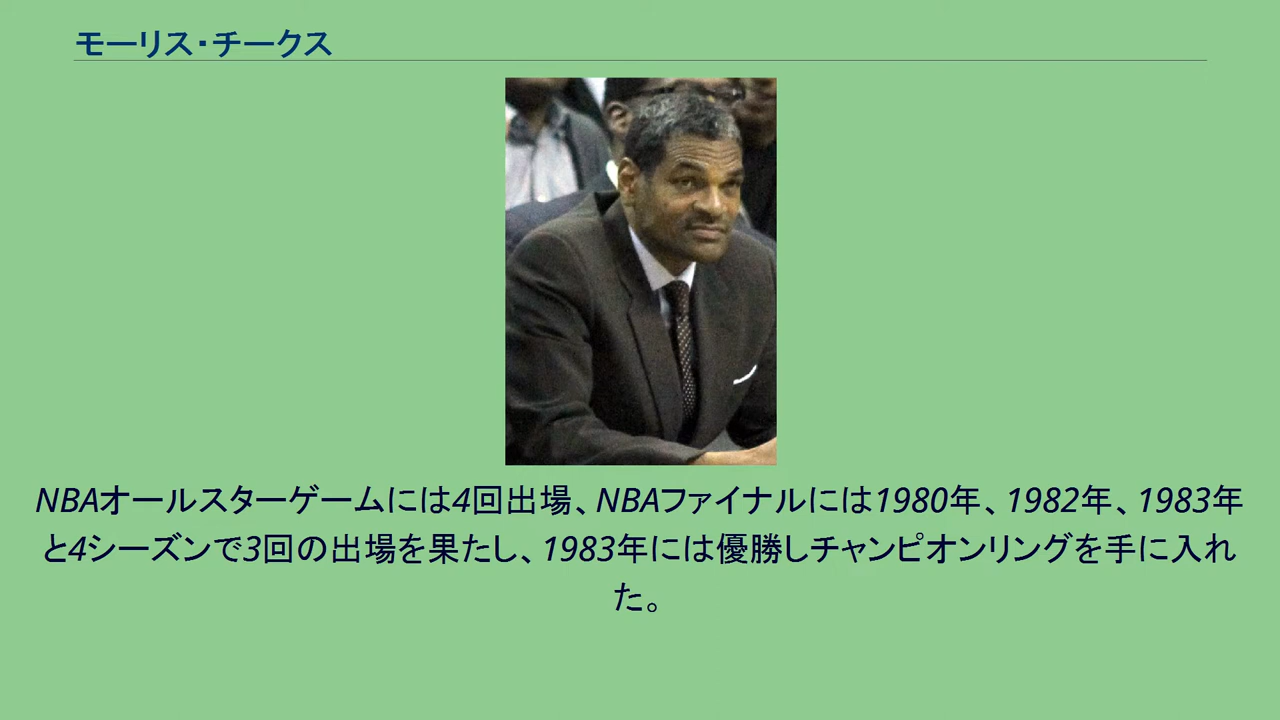 モーリス・チークス
NBAオールスターゲームには4回出場、NBAファイナルには1980年、1982年、1983年
と4シーズンで3回の出場を果たし、1983年には優勝しチャンピオンリングを手に入れ
た。